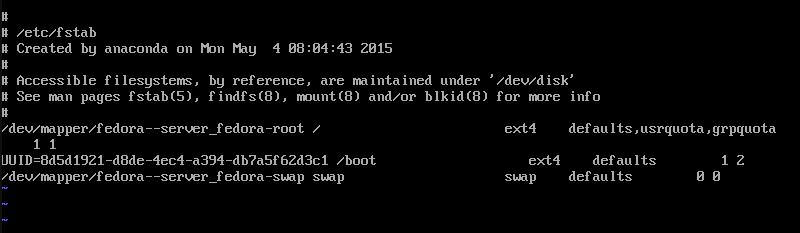 #
# /etc/fstab
# Created by anaconda on Mon May  4 08:04:43 2015
#
# Accessible filesystems, by reference, are maintained under '/dev/disk'
# See man pages fstab(5), findfs(8), mount(8) and/or blkid(8) for more info
#
/dev/mapper/fedora--server_fedora-root /                       ext4    defaults,usrquota,grpquota
    1 1
UUID=8d5d1921-d8de-4ec4-a394-db7a5f62d3c1 /boot                   ext4    defaults        1 2
/dev/mapper/fedora--server_fedora-swap swap                    swap    defaults        0 0
~
~
~